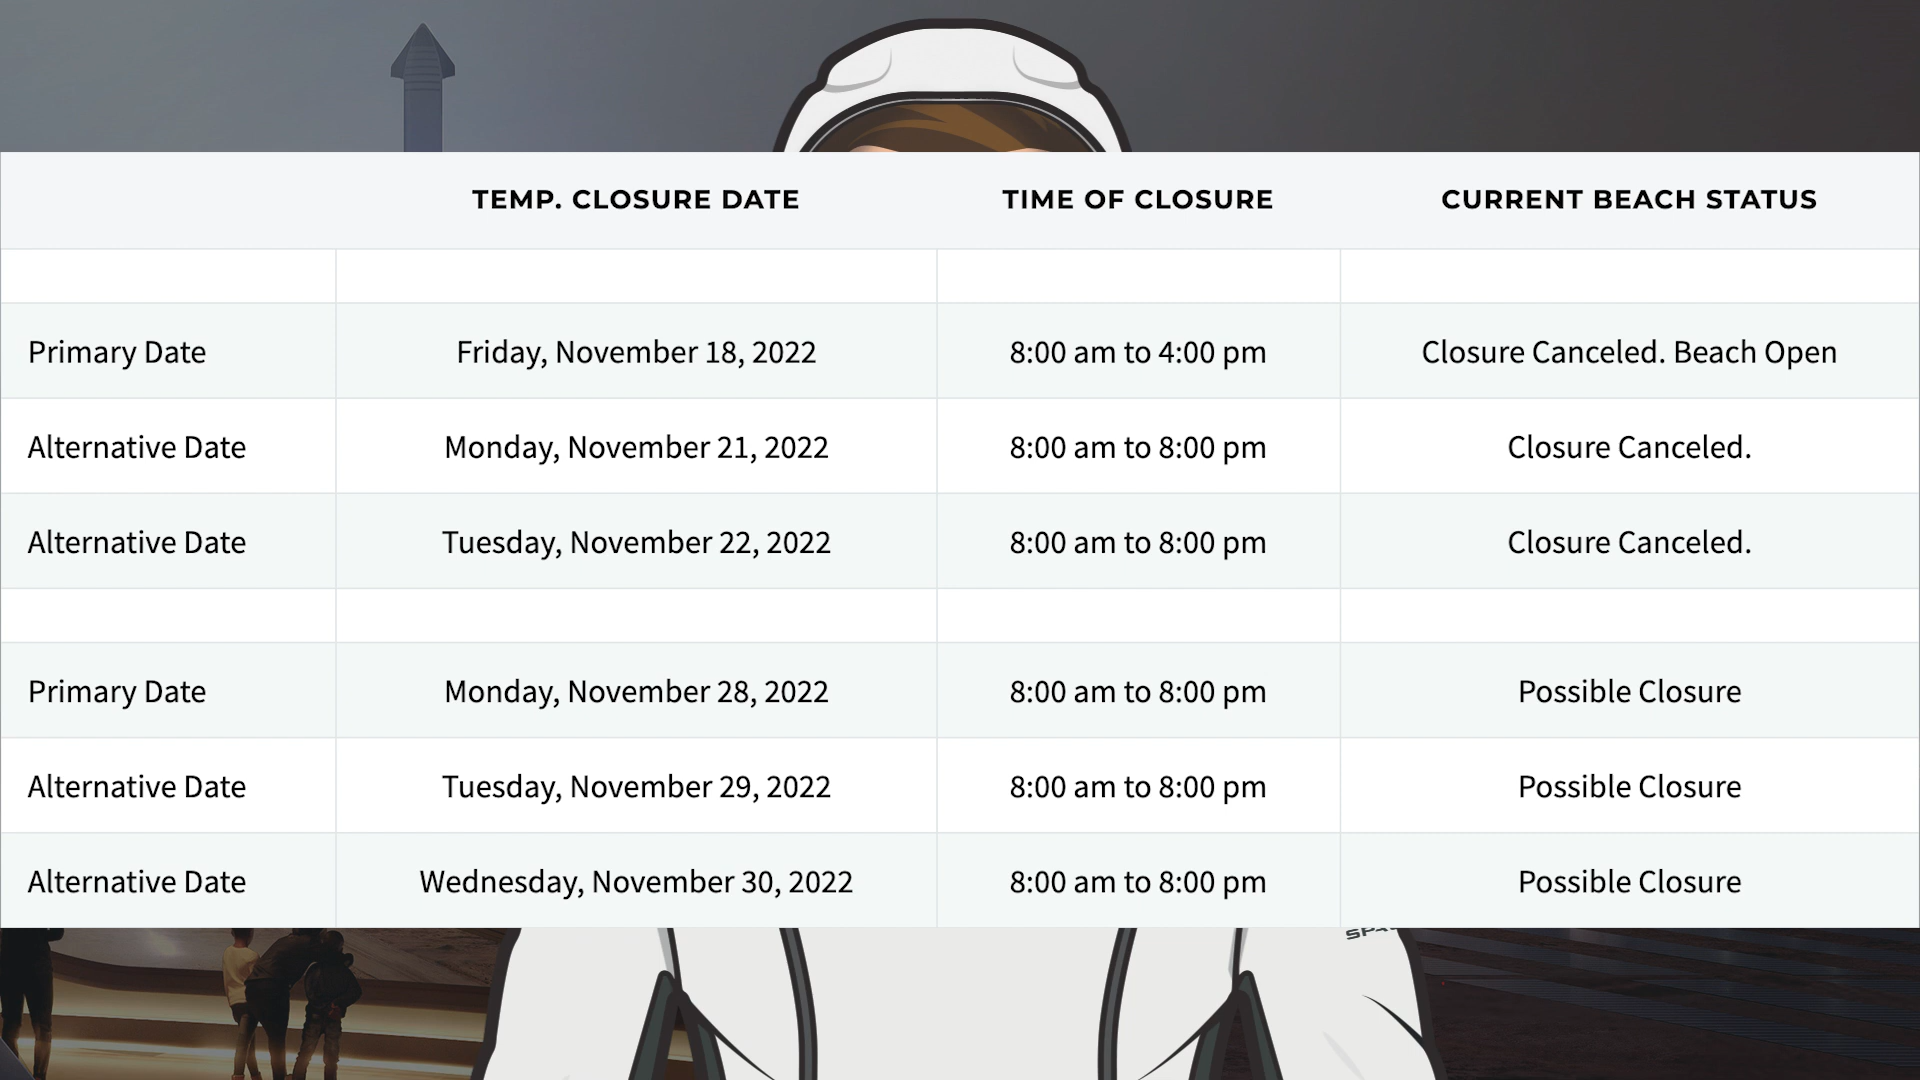 TEMP. CLOSURE DATE TIME OF CLOSURE CURRENT BEACH STATUS
Primary Date Friday, November 18, 2022 8:00 am to 4:00 pm Closure Canceled. Beach Open
Alternative Date Monday, November 21, 2022 8:00 am to 8:00 pm Closure Canceled.
Alternative Date Tuesday, November 22, 2022 8:00 am to 8:00 pm Closure Canceled.
Primary Date Monday, November 28, 2022 8:00 am to 8:00 pm Possible Closure
Alternative Date Tuesday, November 29, 2022 8:00 am to 8:00 pm Possible Closure
Alternative Date Wednesday, November 30, 2022 8:00 am to 8:00 pm Possible Closure